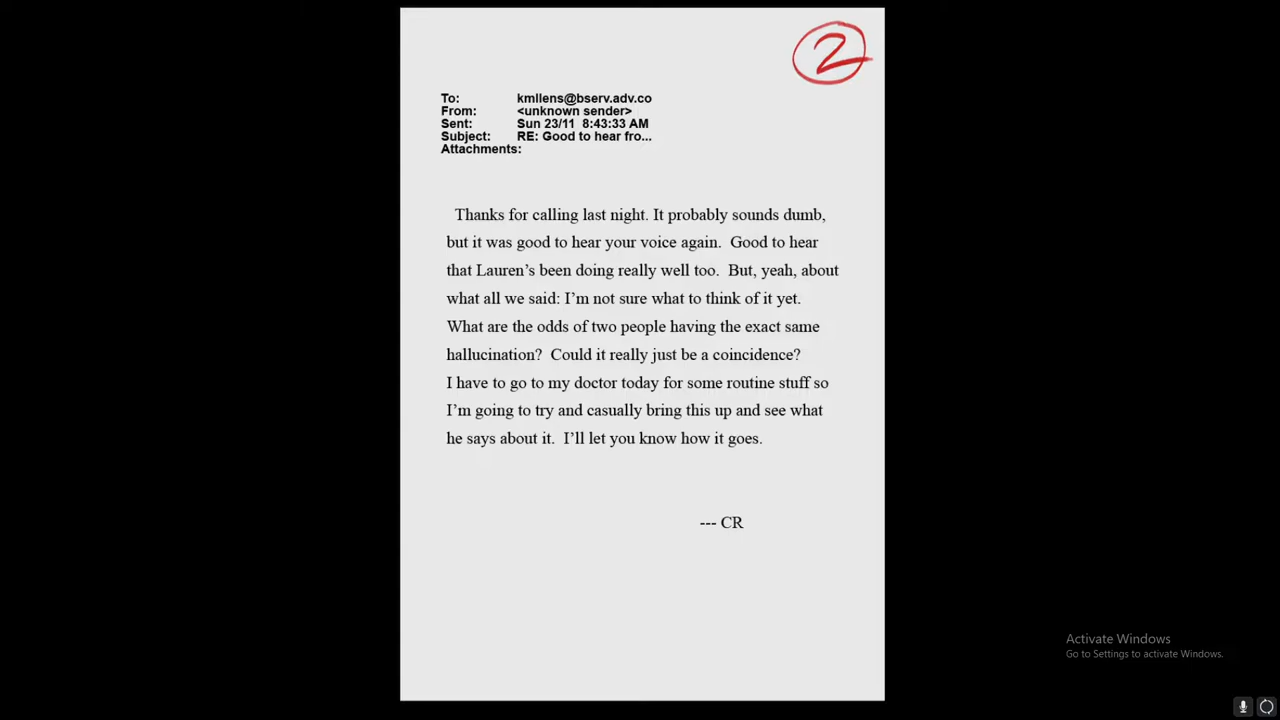 2
To: kmllens@bserv.adv.co
From: <unknown sender>
Sent: Sun 23/11 8:43:33 AM
Subject: RE: Good to hear fro...
Attachments:
Thanks for calling last night. It probably sounds dumb,
but it was good to hear your voice again. Good to hear
that Lauren’s been doing really well too. But, yeah, about
what all we said: I’m not sure what to think of it yet.
What are the odds of two people having the exact same
hallucination? Could it really just be a coincidence?
I have to go to my doctor today for some routine stuff so
I’m going to try and casually bring this up and see what
he says about it. I’ll let you know how it goes.
--- CR
Activate Windows
Go to Settings to activate Windows.